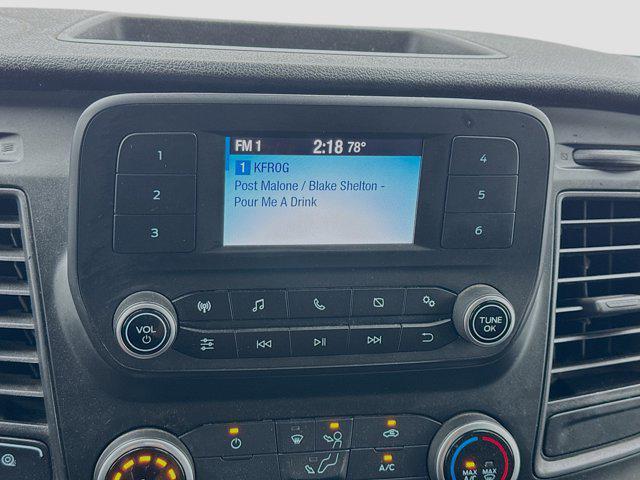 FM 1 2:18 78°
1 KFROG
Post Malone / Blake Shelton -
Pour Me A Drink
1
2
3
4
5
6
VOL
TUNE
OK
A/C
MAX
A/C
MAX